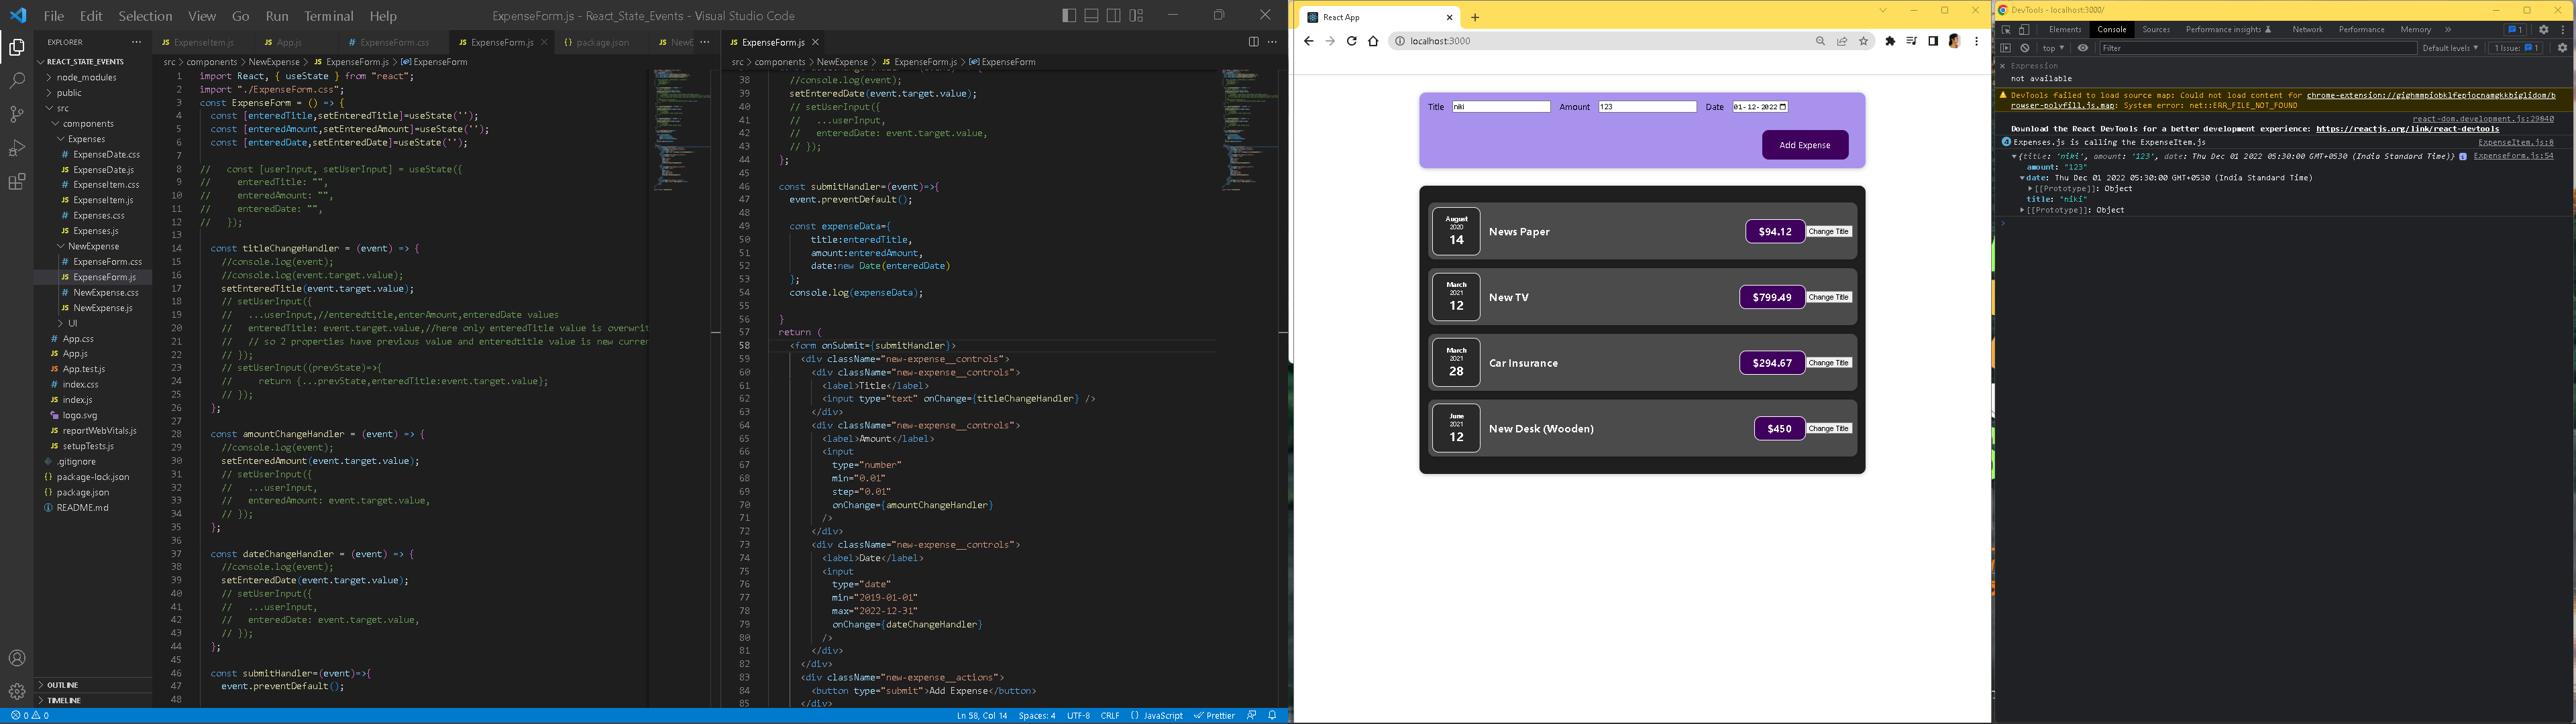 File Edit Selection View Go Run Terminal Help
ExpenseForm.js - React_State_Events - Visual Studio Code
EXPLORER
REACT_STATE_EVENTS
node_modules
public
src
components
Expenses
ExpenseDate.css
ExpenseDate.js
ExpenseItem.css
ExpenseItem.js
Expenses.css
Expenses.js
NewExpense
ExpenseForm.css
ExpenseForm.js
NewExpense.css
NewExpense.js
UI
App.css
App.js
App.test.js
index.css
index.js
logo.svg
reportWebVitals.js
setupTests.js
.gitignore
package-lock.json
package.json
README.md
OUTLINE
TIMELINE
ExpenseItem.js App.js ExpenseForm.css ExpenseForm.js package.json NewE
src > components > NewExpense > ExpenseForm.js > ExpenseForm
1 import React, { useState } from "react";
2 import "./ExpenseForm.css";
3 const ExpenseForm = () => {
4 const [enteredTitle,setEnteredTitle]=useState('');
5 const [enteredAmount,setEnteredAmount]=useState('');
6 const [enteredDate,setEnteredDate]=useState('');
7
8 // const [userInput, setUserInput] = useState({
9 // enteredTitle: "",
10 // enteredAmount: "",
11 // enteredDate: "",
12 // });
13
14 const titleChangeHandler = (event) => {
15 //console.log(event);
16 //console.log(event.target.value);
17 setEnteredTitle(event.target.value);
18 // setUserInput({
19 // ...userInput,//enteredtitle,enterAmount,enteredDate values
20 // enteredTitle: event.target.value,//here only enteredTitle value is overwrit
21 // // so 2 properties have previous value and enteredtitle value is new curren
22 // });
23 // setUserInput((prevState)=>{
24 // return {...prevState,enteredTitle:event.target.value};
25 // });
26 };
27
28 const amountChangeHandler = (event) => {
29 //console.log(event);
30 setEnteredAmount(event.target.value);
31 // setUserInput({
32 // ...userInput,
33 // enteredAmount: event.target.value,
34 // });
35 };
36
37 const dateChangeHandler = (event) => {
38 //console.log(event);
39 setEnteredDate(event.target.value);
40 // setUserInput({
41 // ...userInput,
42 // enteredDate: event.target.value,
43 // });
44 };
45
46 const submitHandler=(event)=>{
47 event.preventDefault();
48
ExpenseForm.js
src > components > NewExpense > ExpenseForm.js > ExpenseForm
38 //console.log(event);
39 setEnteredDate(event.target.value);
40 // setUserInput({
41 // ...userInput,
42 // enteredDate: event.target.value,
43 // });
44 };
45
46 const submitHandler=(event)=>{
47 event.preventDefault();
48
49 const expenseData={
50 title:enteredTitle,
51 amount:enteredAmount,
52 date:new Date(enteredDate)
53 };
54 console.log(expenseData);
55
56 }
57 return (
58 <form onSubmit={submitHandler}>
59 <div className="new-expense__controls">
60 <div className="new-expense__controls">
61 <label>Title</label>
62 <input type="text" onChange={titleChangeHandler} />
63 </div>
64 <div className="new-expense__controls">
65 <label>Amount</label>
66 <input
67 type="number"
68 min="0.01"
69 step="0.01"
70 onChange={amountChangeHandler}
71 />
72 </div>
73 <div className="new-expense__controls">
74 <label>Date</label>
75 <input
76 type="date"
77 min="2019-01-01"
78 max="2022-12-31"
79 onChange={dateChangeHandler}
80 />
81 </div>
82 </div>
83 <div className="new-expense__actions">
84 <button type="submit">Add Expense</button>
85 </div>
0 0
Ln 58, Col 14 Spaces: 4 UTF-8 CRLF {} JavaScript Prettier
React App
localhost:3000
Title niki Amount 123 Date 01-12-2022
Add Expense
August
2020
14
News Paper
$94.12
Change Title
March
2021
12
New TV
$799.49
Change Title
March
2021
28
Car Insurance
$294.67
Change Title
June
2021
12
New Desk (Wooden)
$450
Change Title
DevTools - localhost:3000/
Elements Console Sources Performance insights Network Performance Memory 1
top Filter Default levels 1 Issue: 1
Expression
not available
DevTools failed to load source map: Could not load content for chrome-extension://gighmmpiobklfepjocnamgkkbiglidom/b
rowser-polyfill.js.map: System error: net::ERR_FILE_NOT_FOUND
react-dom.development.js:29840
Download the React DevTools for a better development experience: https://reactjs.org/link/react-devtools
4 Expenses.js is calling the ExpenseItem.js ExpenseItem.js:8
{title: 'niki', amount: '123', date: Thu Dec 01 2022 05:30:00 GMT+0530 (India Standard Time)} ExpenseForm.js:54
amount: "123"
date: Thu Dec 01 2022 05:30:00 GMT+0530 (India Standard Time)
[[Prototype]]: Object
title: "niki"
[[Prototype]]: Object